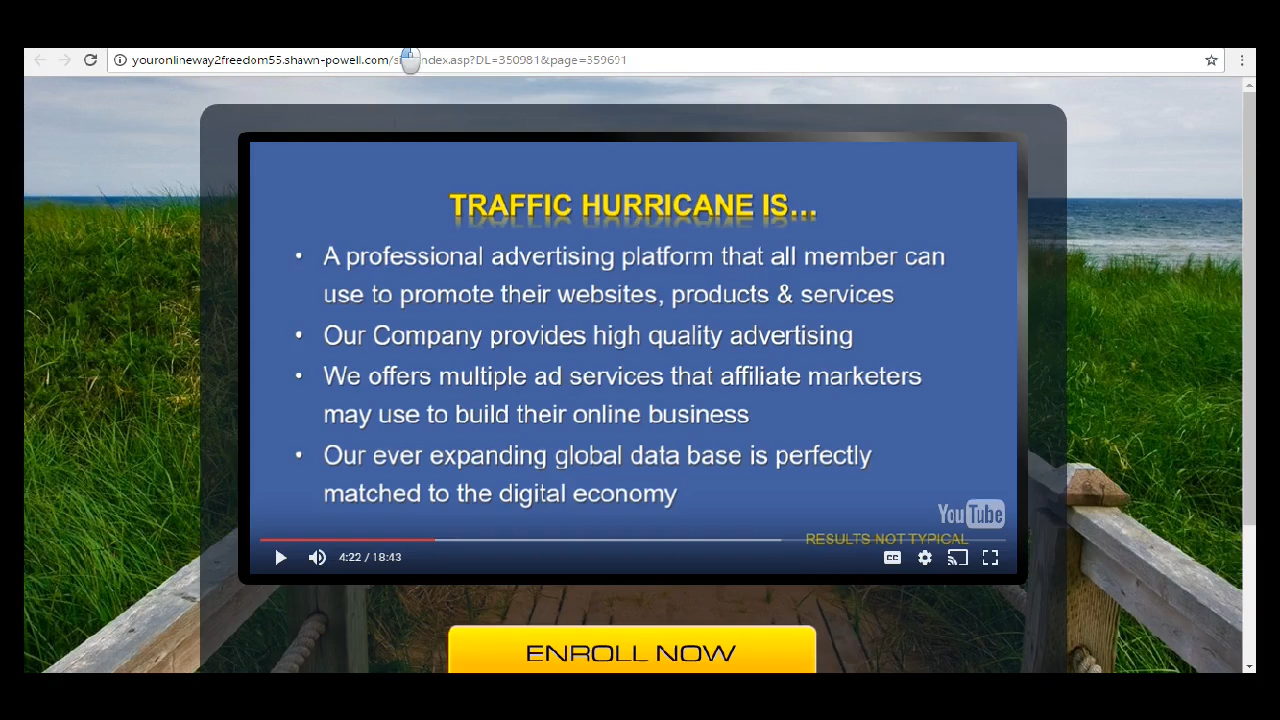 youronlineway2freedom55.shawn-powell.com/ ndex.asp?DL=350981&page=359691
TRAFFIC HURRICANE IS...
• A professional advertising platform that all member can
use to promote their websites, products & services
• Our Company provides high quality advertising
• We offers multiple ad services that affiliate marketers
may use to build their online business
• Our ever expanding global data base is perfectly
matched to the digital economy
YouTube
RESULTS NOT TYPICAL
4:22 / 18:43
CC
ENROLL NOW